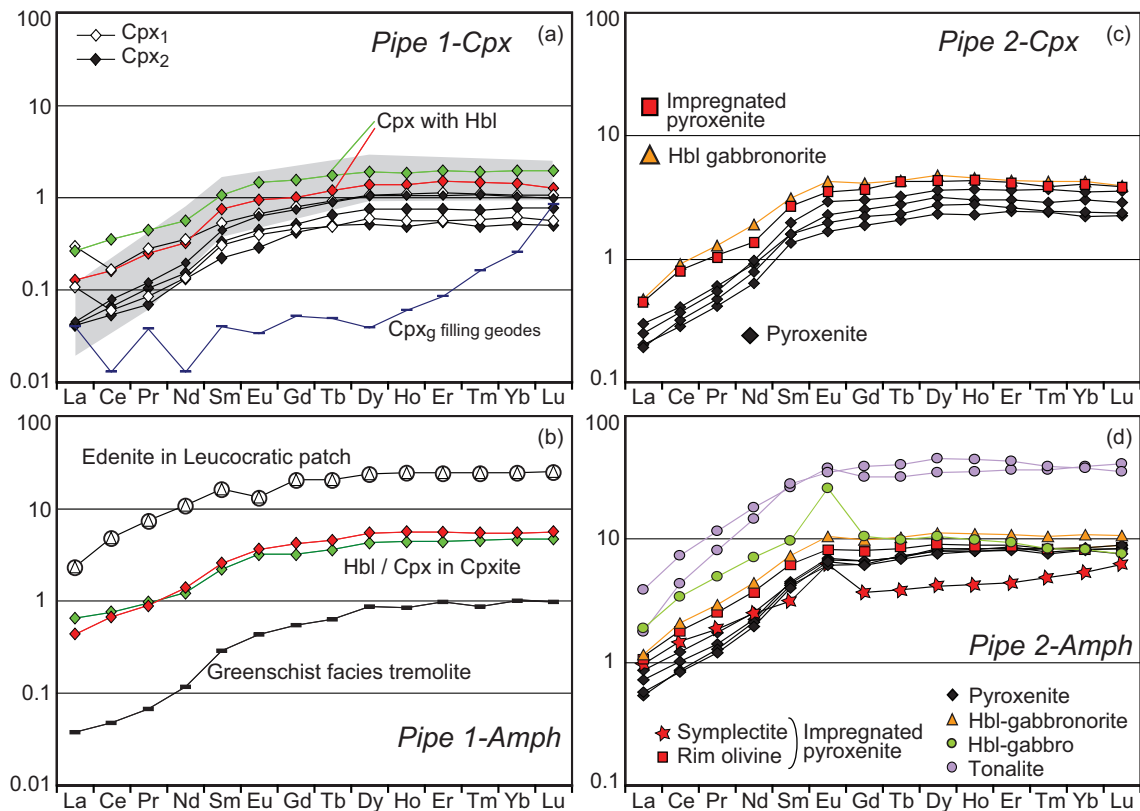 100
10
1
0.1
0.01
Cpx1
Cpx2
Pipe 1-Cpx
(a)
Cpx with Hbl
Cpxg filling geodes
La Ce Pr Nd Sm Eu Gd Tb Dy Ho Er Tm Yb Lu
100
10
1
0.1
Pipe 2-Cpx
(c)
Impregnated
pyroxenite
Hbl gabbronorite
Pyroxenite
La Ce Pr Nd Sm Eu Gd Tb Dy Ho Er Tm Yb Lu
100
10
1
0.1
0.01
(b)
Edenite in Leucocratic patch
Hbl / Cpx in Cpxite
Greenschist facies tremolite
Pipe 1-Amph
La Ce Pr Nd Sm Eu Gd Tb Dy Ho Er Tm Yb Lu
100
10
1
0.1
(d)
Pipe 2-Amph
Symplectite
Rim olivine
Impregnated
pyroxenite
Pyroxenite
Hbl-gabbronorite
Hbl-gabbro
Tonalite
La Ce Pr Nd Sm Eu Gd Tb Dy Ho Er Tm Yb Lu